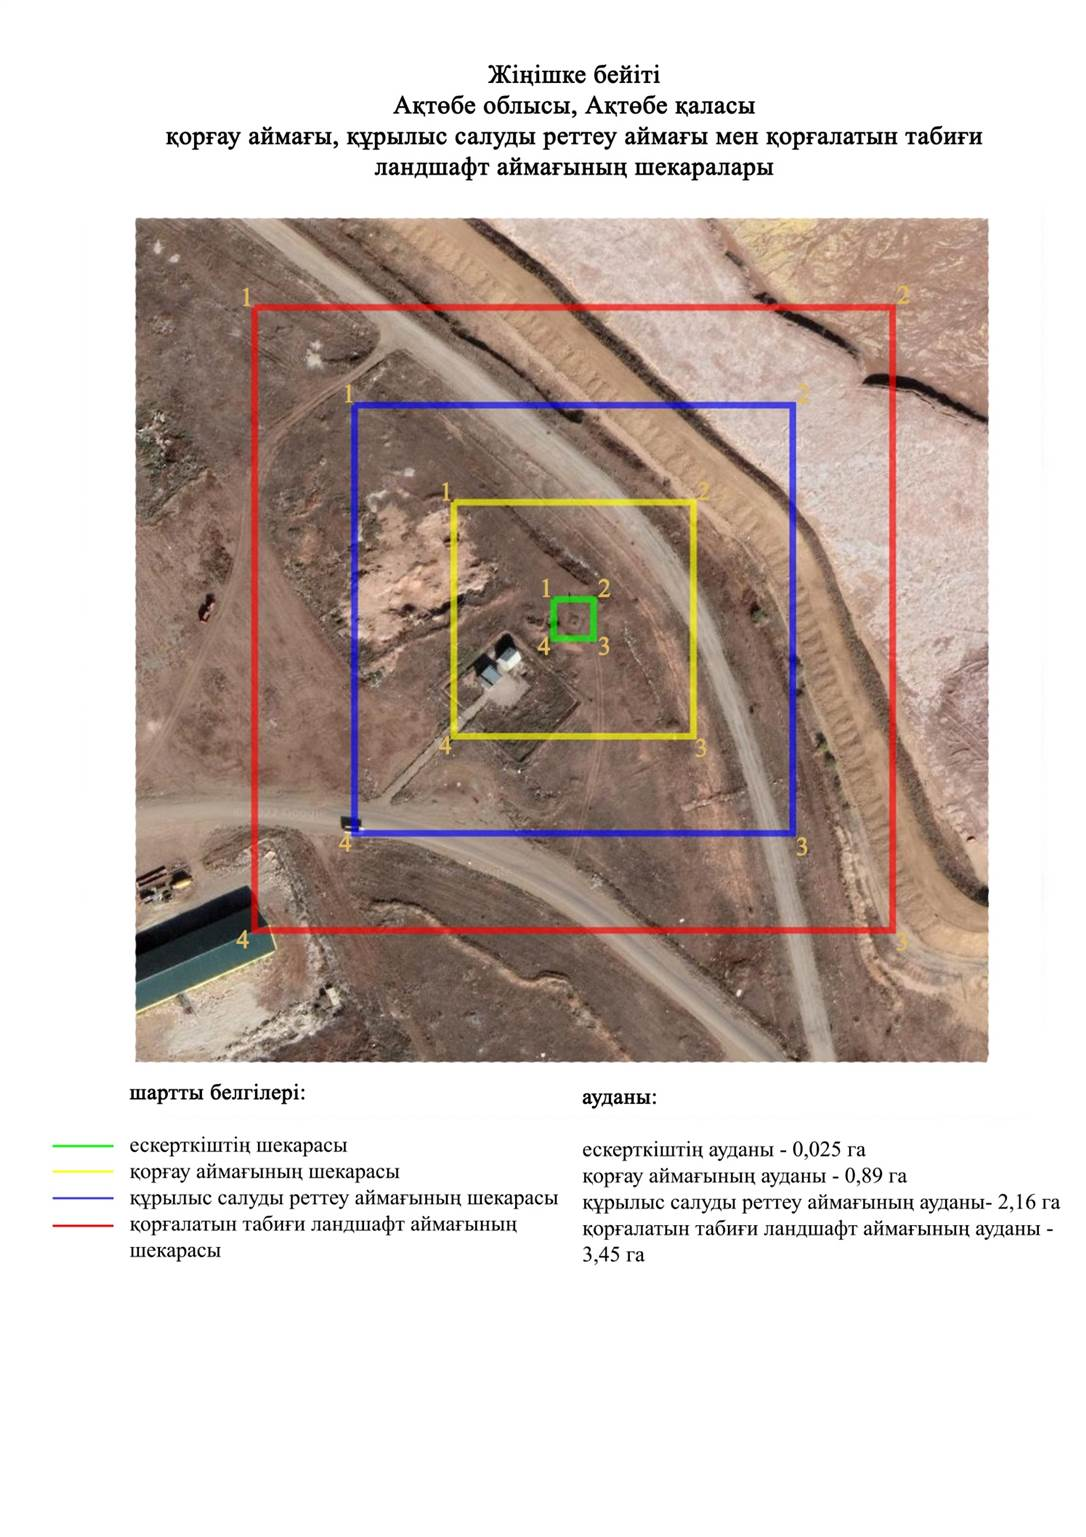 Жіңішке бейіті
Ақтөбе облысы, Ақтөбе қаласы
қорғау аймағы, құрылыс салуды реттеу аймағы мен қорғалатын табиғи
ландшафт аймағының шекаралары
1
2
1
2
1
2
1
2
4
3
4
3
4
3
4
3
шартты белгілері:
ескерткіштің шекарасы
қорғау аймағының шекарасы
құрылыс салуды реттеу аймағының шекарасы
қорғалатын табиғи ландшафт аймағының
шекарасы
ауданы:
ескерткіштің ауданы - 0,025 га
қорғау аймағының ауданы - 0,89 га
құрылыс салуды реттеу аймағының ауданы- 2,16 га
қорғалатын табиғи ландшафт аймағының ауданы -
3,45 га